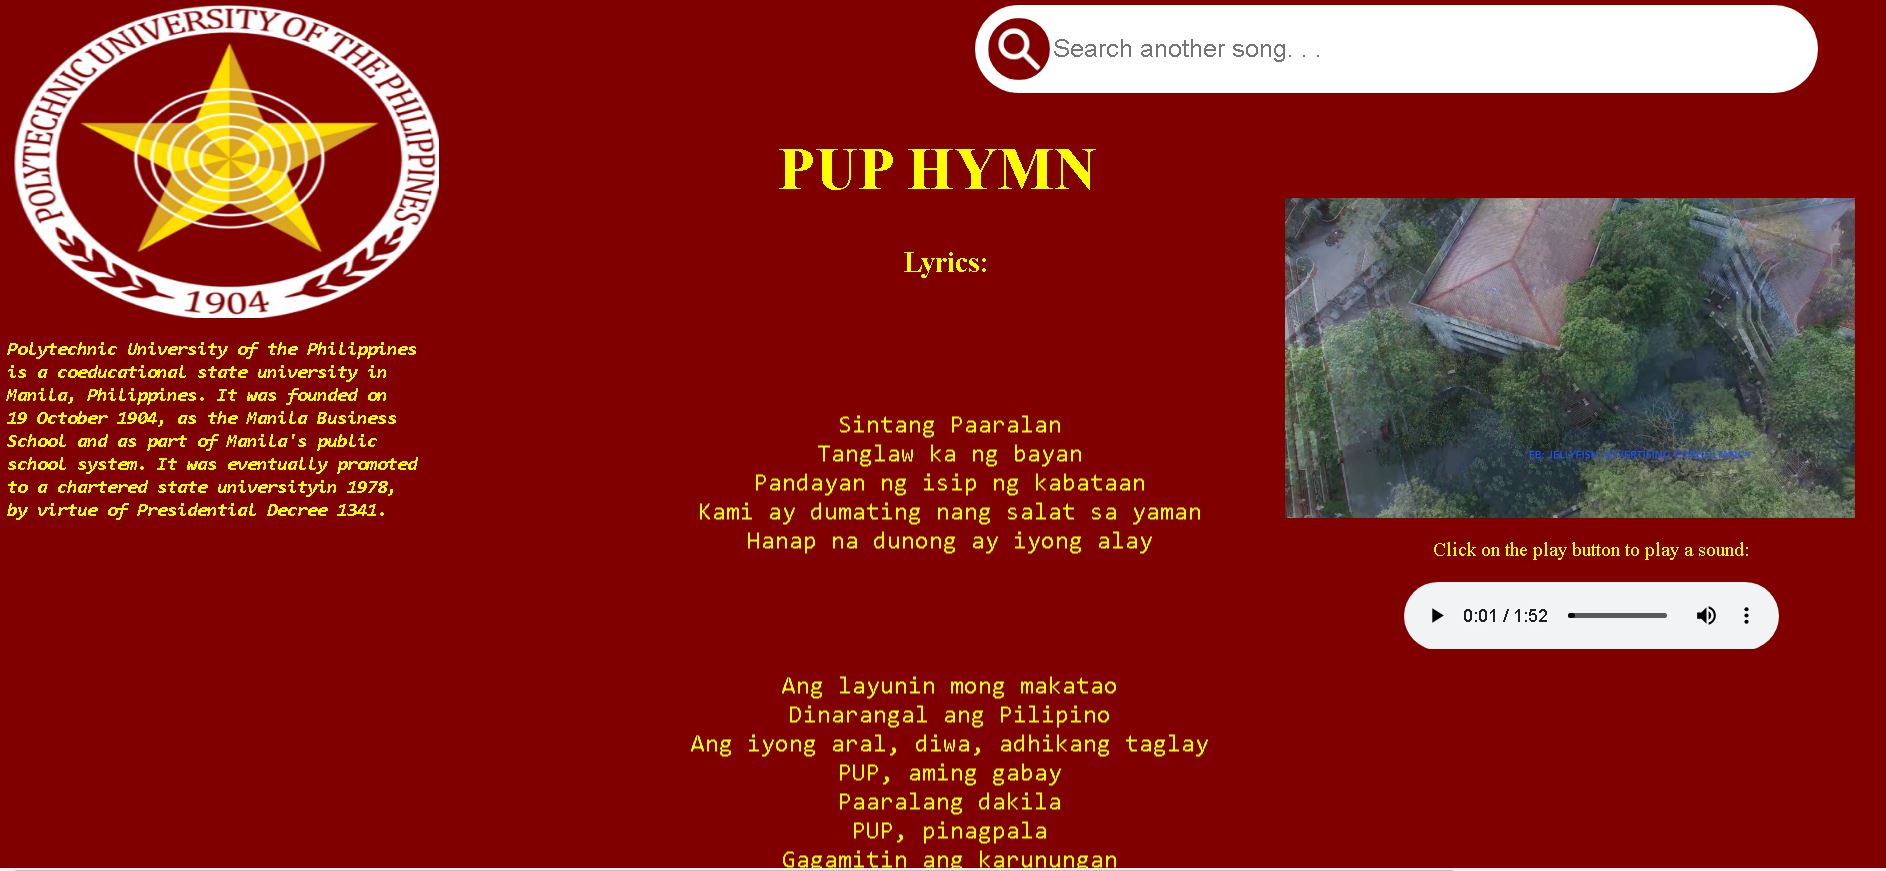 POLYTECHNIC UNIVERSITY OF THE PHILIPPINES
1904
Search another song. . .
PUP HYMN
Lyrics:
Polytechnic University of the Philippines
is a coeducational state university in
Manila, Philippines. It was founded on
19 October 1904, as the Manila Business
School and as part of Manila's public
school system. It was eventually promoted
to a chartered state universityin 1978,
by virtue of Presidential Decree 1341.
Sintang Paaralan
Tanglaw ka ng bayan
Pandayan ng isip ng kabataan
Kami ay dumating nang salat sa yaman
Hanap na dunong ay iyong alay
Ang layunin mong makatao
Dinarangal ang Pilipino
Ang iyong aral, diwa, adhikang taglay
PUP, aming gabay
Paaralang dakila
PUP, pinagpala
Gagamitin ang karunungan
FB: JELLYFISH ADVERTISING
Click on the play button to play a sound:
0:01 / 1:52